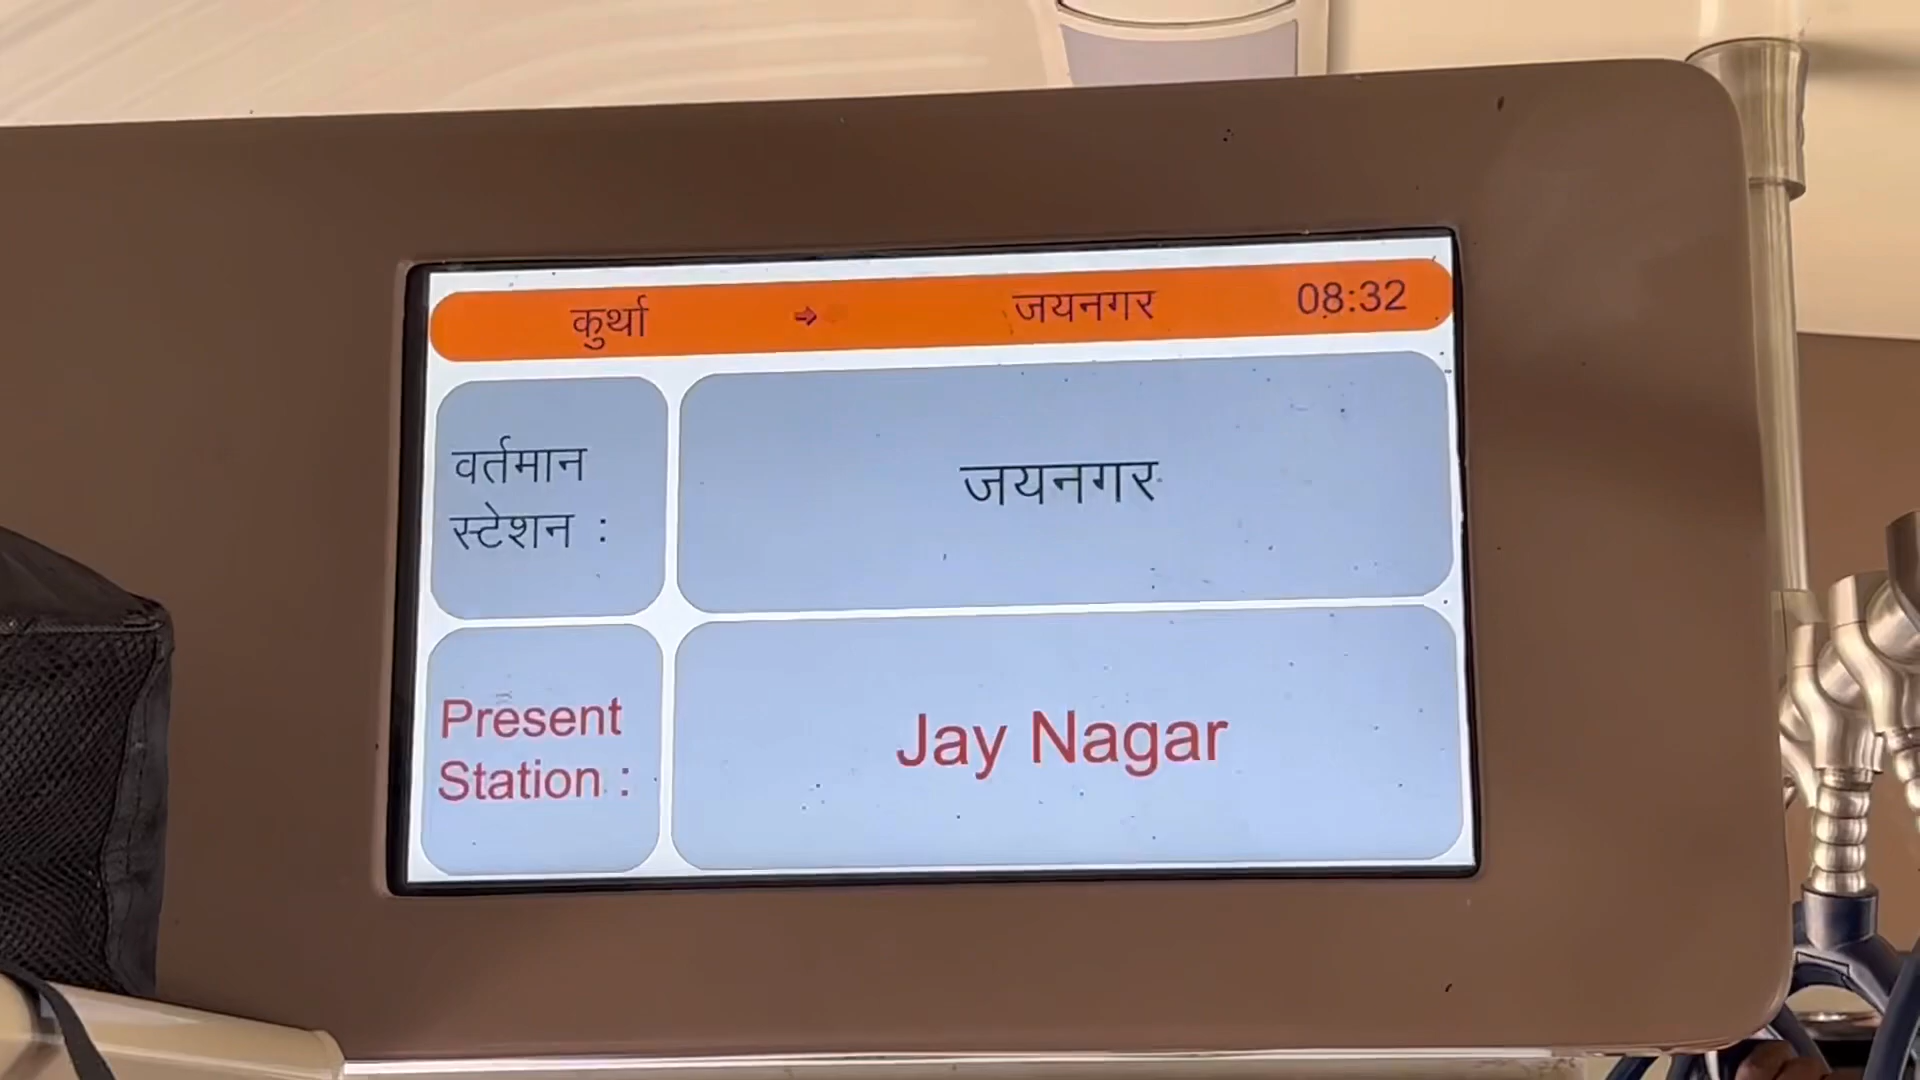 कुर्था ⇨ जयनगर 08:32
वर्तमान
स्टेशन :
जयनगर
Present
Station :
Jay Nagar